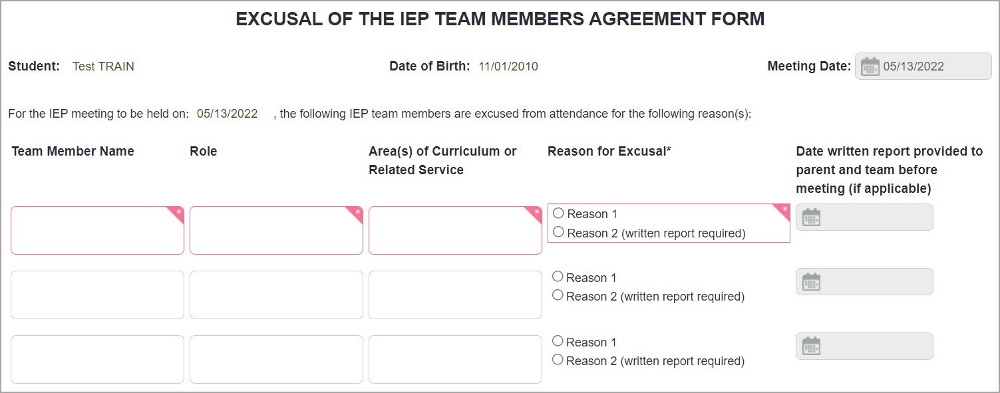 EXCUSAL OF THE IEP TEAM MEMBERS AGREEMENT FORM
Student: Test TRAIN Date of Birth: 11/01/2010 Meeting Date: 05/13/2022
For the IEP meeting to be held on: 05/13/2022 , the following IEP team members are excused from attendance for the following reason(s):
Team Member Name Role Area(s) of Curriculum or Related Service Reason for Excusal* Date written report provided to parent and team before meeting (if applicable)
* * * *
Reason 1
Reason 2 (written report required)
Reason 1
Reason 2 (written report required)
Reason 1
Reason 2 (written report required)